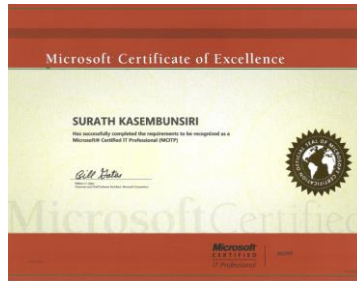 Microsoft Certificate of Excellence
SURATH KASEMBUNSIRI
Has successfully completed the requirements to be recognized as a
Microsoft® Certified IT Professional (MCITP)
Bill Gates
Microsoft Certified
Microsoft
CERTIFIED
IT Professional
MCITP